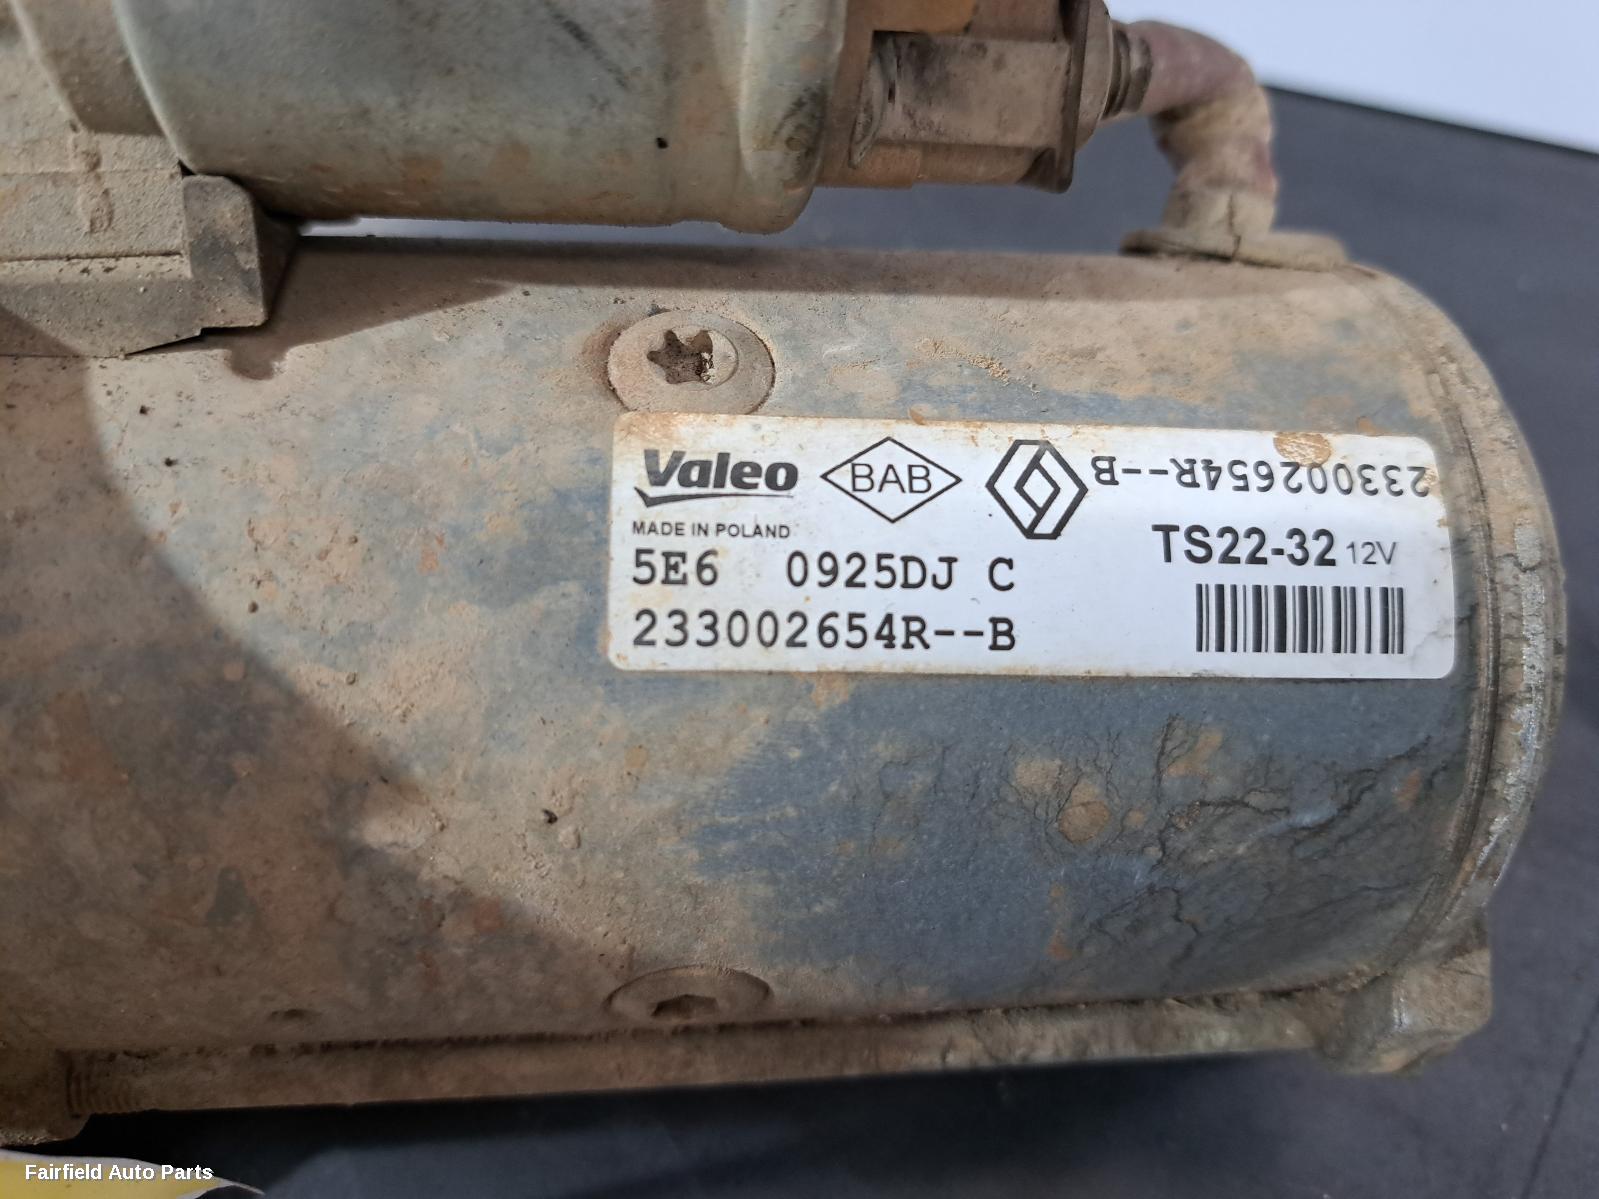 Valeo BAB 233002654R--B
MADE IN POLAND TS22-32 12V
5E6 0925DJ C
233002654R--B
Fairfield Auto Parts